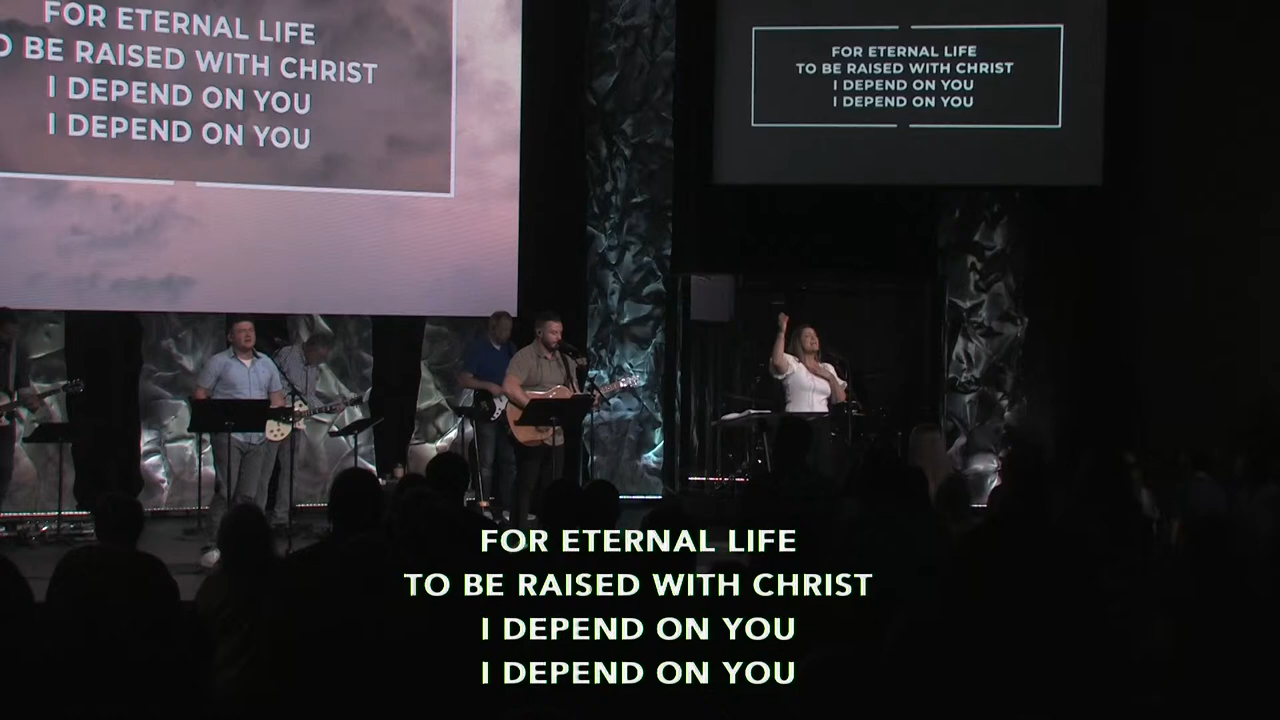 FOR ETERNAL LIFE
O BE RAISED WITH CHRIST
I DEPEND ON YOU
I DEPEND ON YOU
FOR ETERNAL LIFE
TO BE RAISED WITH CHRIST
I DEPEND ON YOU
I DEPEND ON YOU
FOR ETERNAL LIFE
TO BE RAISED WITH CHRIST
I DEPEND ON YOU
I DEPEND ON YOU